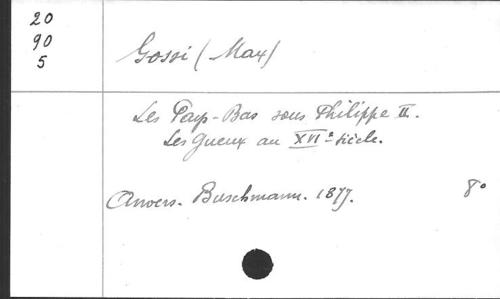 20
90
5
Gossi (Max)
Les Pays-Bas sous Philippe II.
Les Gueux au XVIe siècle.
Anvers. Buschmann. 1877.
8°